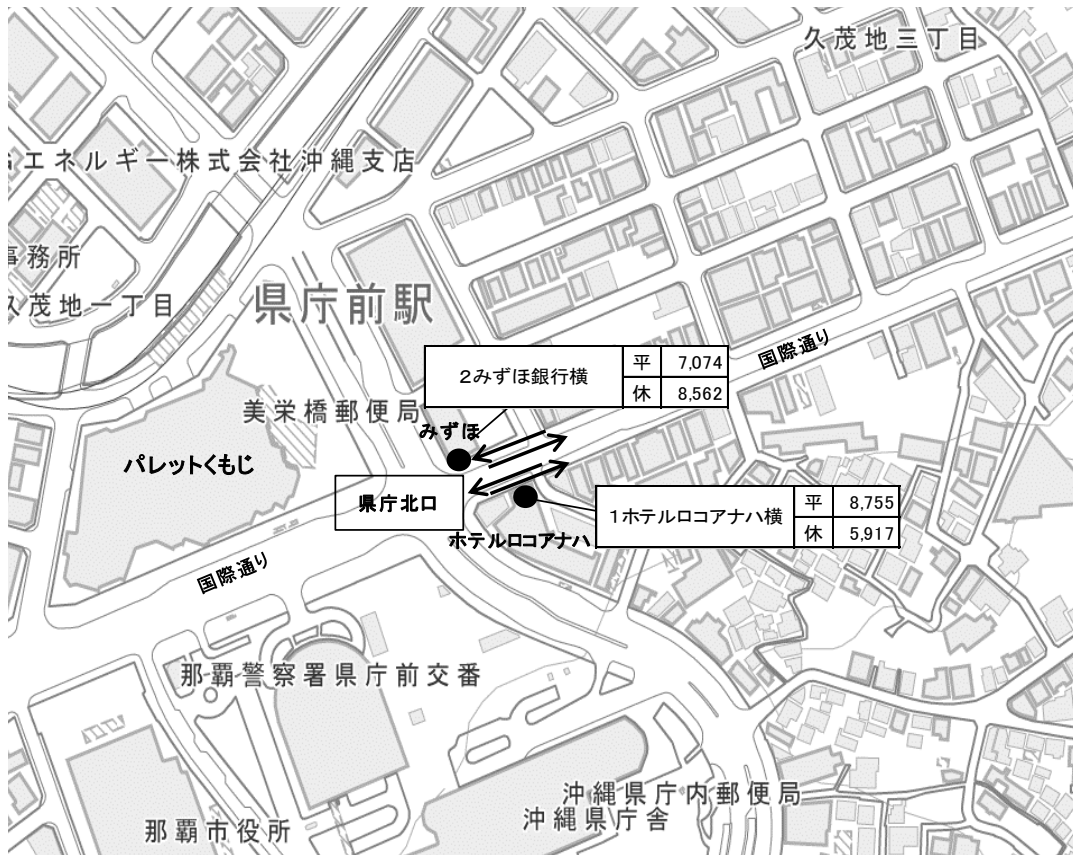 久茂地三丁目
エネルギー株式会社沖縄支店
事務所
久茂地一丁目
県庁前駅
国際通り
２みずほ銀行横
平 7,074
休 8,562
美栄橋郵便局
みずほ
パレットくもじ
県庁北口
１ホテルロコアナハ横
平 8,755
休 5,917
ホテルロコアナハ
国際通り
那覇警察署県庁前交番
沖縄県庁内郵便局
沖縄県庁舎
那覇市役所